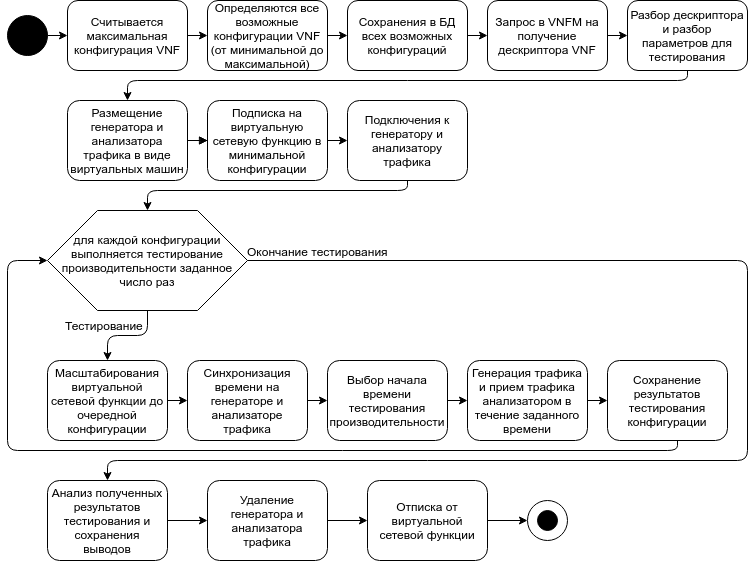 Считывается
максимальная
конфигурация VNF
Определяются все
возможные
конфигурации VNF
(от минимальной до
максимальной)
Сохранения в БД
всех возможных
конфигураций
Запрос в VNFM на
получение
дескриптора VNF
Разбор дескриптора
и разбор
параметров для
тестирования
Размещение
генератора и
анализатора
трафика в виде
виртуальных машин
Подписка на
виртуальную
сетевую функцию в
минимальной
конфигурации
Подключения к
генератору и
анализатору
трафика
для каждой конфигурации
выполняется тестирование
производительности заданное
число раз
Окончание тестирования
Тестирование
Масштабирования
виртуальной
сетевой функции до
очередной
конфигурации
Синхронизация
времени на
генераторе и
анализаторе
трафика
Выбор начала
времени
тестирования
производительности
Генерация трафика
и прием трафика
анализатором в
течение заданного
времени
Сохранение
результатов
тестирования
конфигурации
Анализ полученных
результатов
тестирования и
сохранения
выводов
Удаление
генератора и
анализатора
трафика
Отписка от
виртуальной
сетевой функции